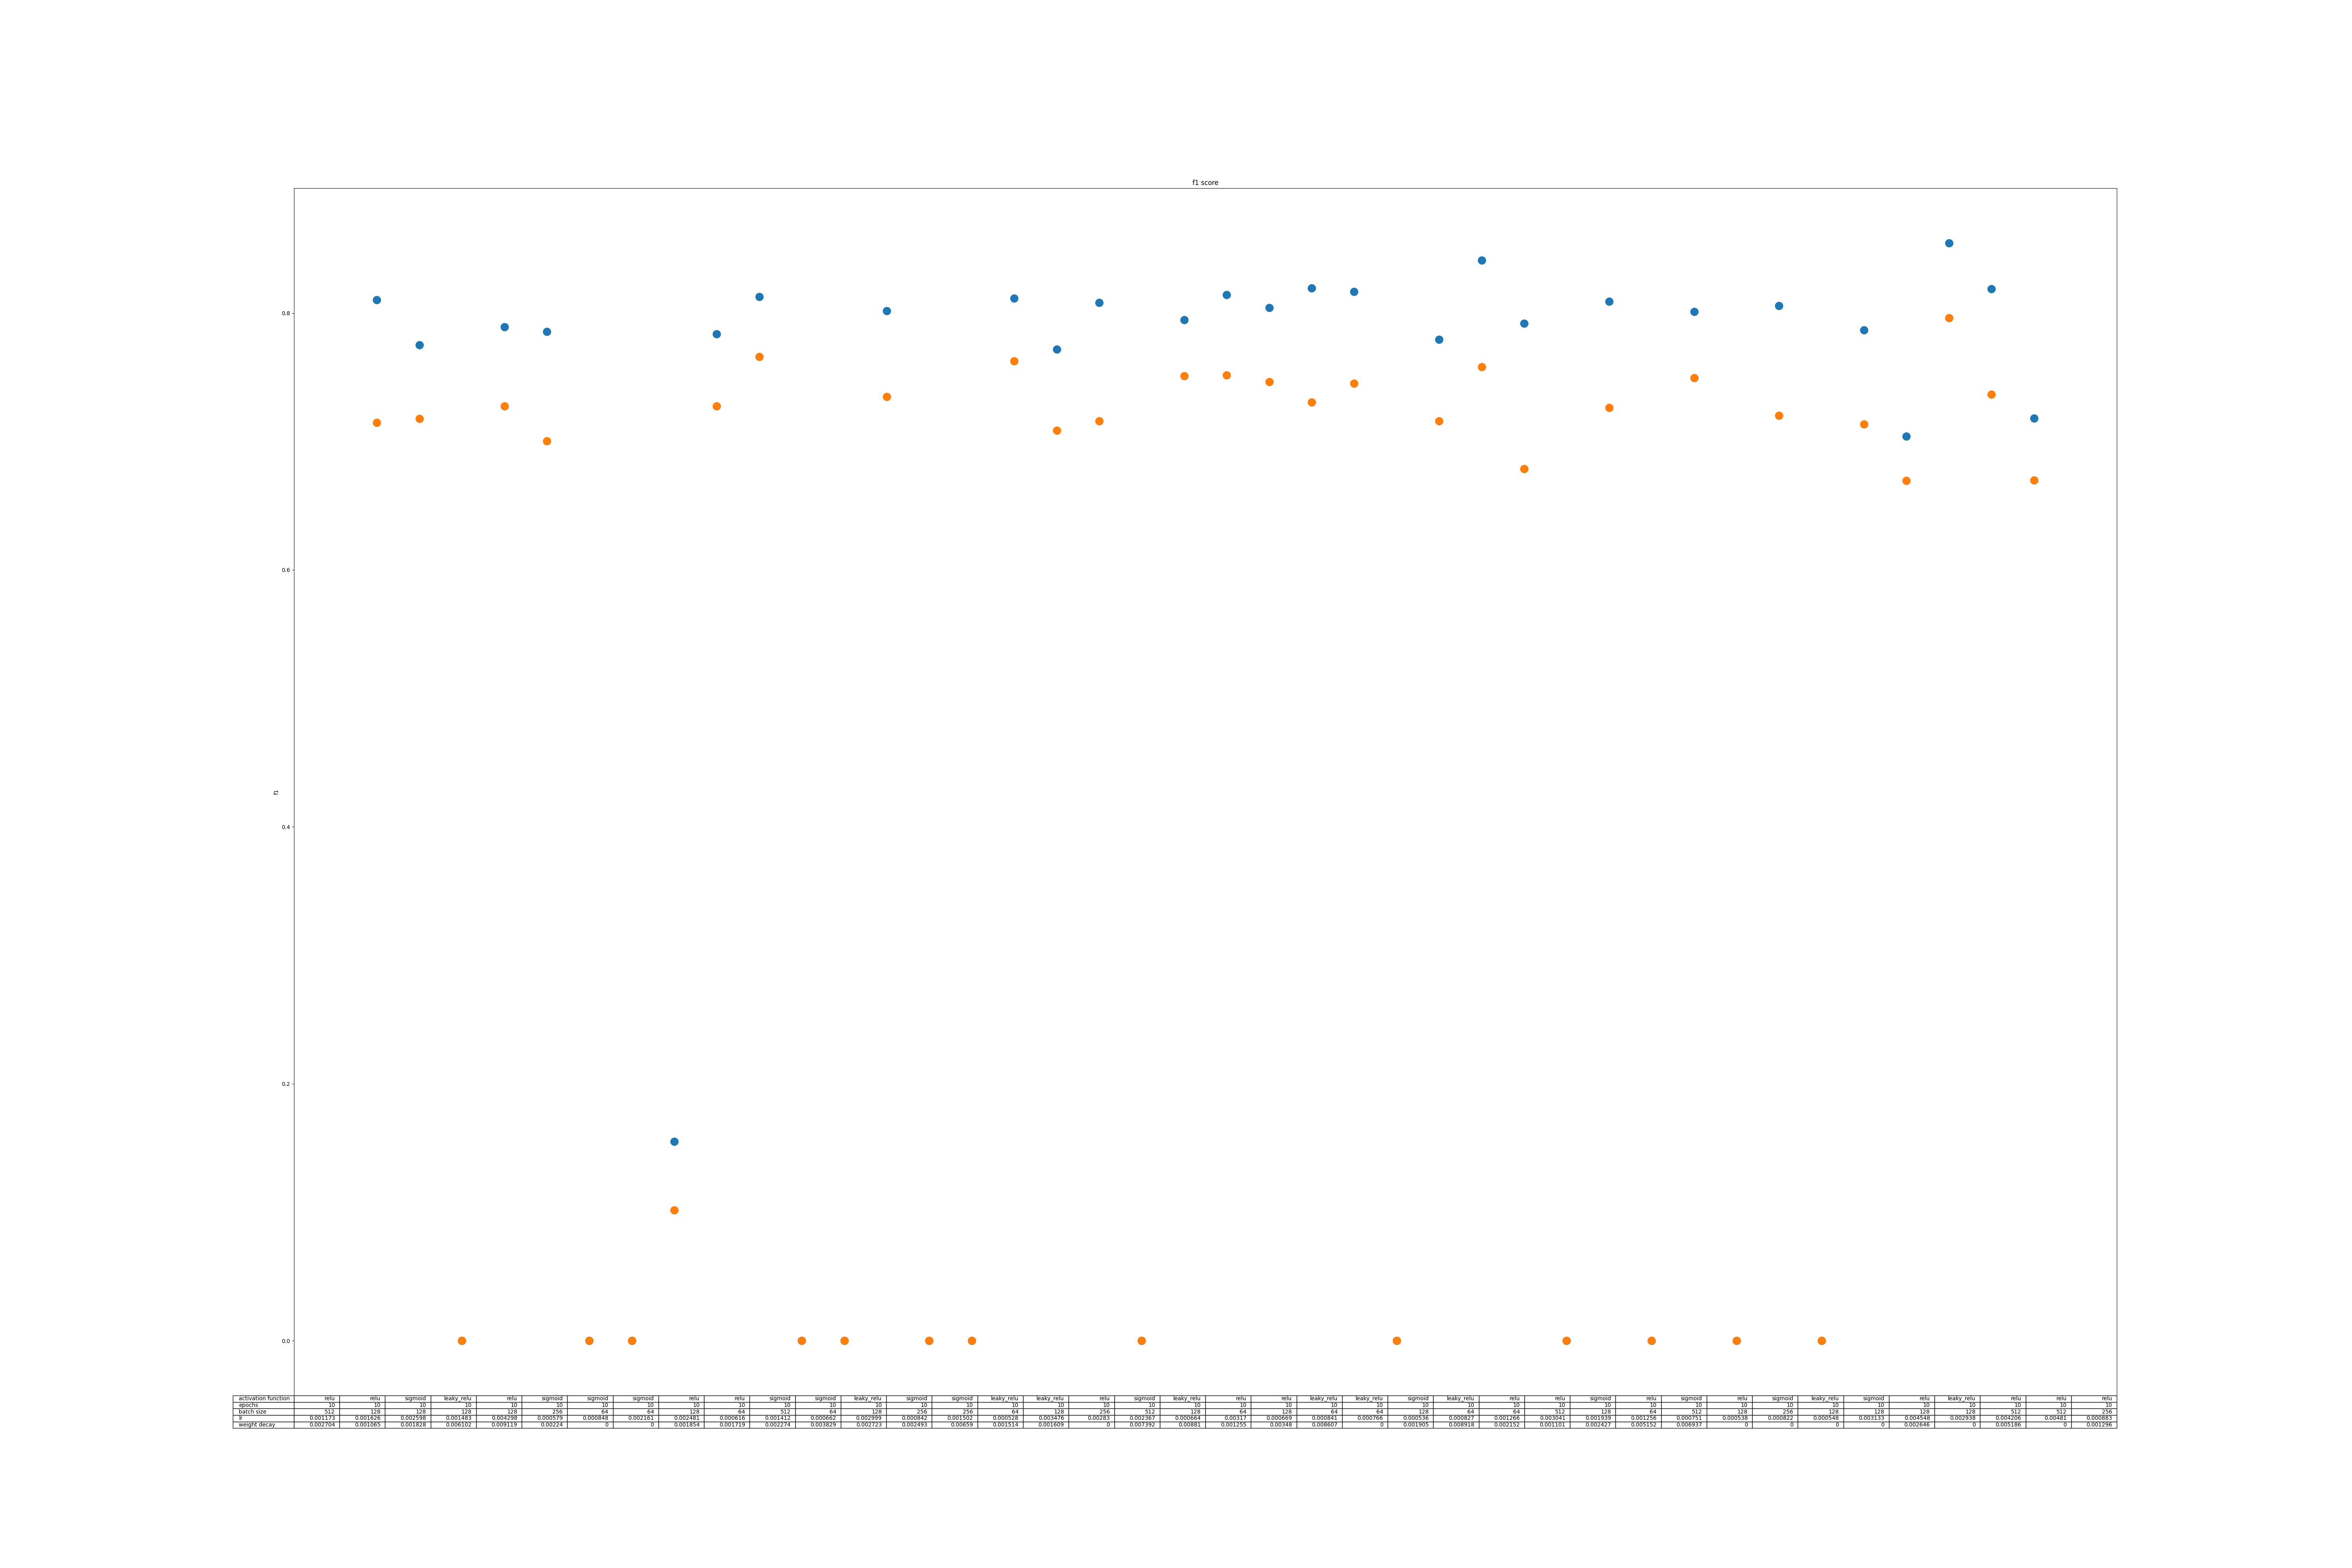 f1 score
0.8
0.6
0.4
f1
0.2
0.0
activation function relu relu sigmoid leaky_relu relu sigmoid sigmoid sigmoid relu relu sigmoid sigmoid leaky_relu sigmoid sigmoid leaky_relu leaky_relu relu sigmoid leaky_relu relu relu leaky_relu leaky_relu sigmoid leaky_relu relu relu sigmoid relu sigmoid relu sigmoid leaky_relu sigmoid relu leaky_relu relu relu relu
epochs 10 10 10 10 10 10 10 10 10 10 10 10 10 10 10 10 10 10 10 10 10 10 10 10 10 10 10 10 10 10 10 10 10 10 10 10 10 10 10 10
batch size 512 128 128 128 128 256 64 64 128 64 512 64 128 256 256 64 128 256 512 128 64 128 64 64 128 64 64 512 128 64 512 128 256 128 128 128 128 512 512 256
lr 0.001173 0.001626 0.002598 0.001483 0.004298 0.000579 0.000848 0.002161 0.002481 0.000616 0.001412 0.000662 0.002999 0.000842 0.001502 0.000528 0.003476 0.00283 0.002367 0.000664 0.00317 0.000669 0.000841 0.000766 0.000536 0.000827 0.001266 0.003041 0.001939 0.001256 0.000751 0.000538 0.000822 0.000548 0.003133 0.004548 0.002938 0.004206 0.00481 0.000883
weight decay 0.002704 0.001065 0.001828 0.006102 0.009119 0.00224 0 0 0.001854 0.001719 0.002274 0.003829 0.002723 0.002493 0.00659 0.001514 0.001609 0 0.007392 0.00881 0.001255 0.00348 0.008607 0 0.001905 0.008918 0.002152 0.001101 0.002427 0.005152 0.006937 0 0 0 0 0.002646 0 0.005186 0 0.001296